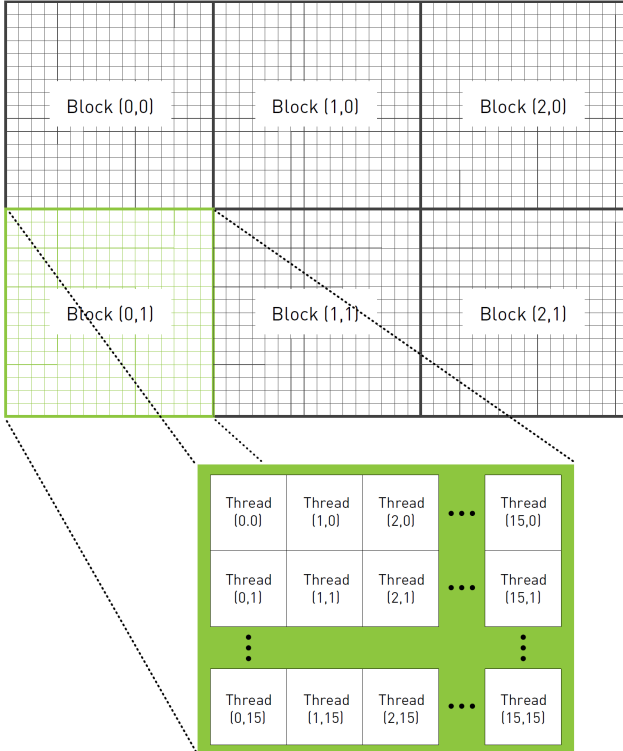 Block (0,0)
Block (1,0)
Block (2,0)
Block (0,1)
Block (1,1)
Block (2,1)
Thread
(0.0)
Thread
(1,0)
Thread
(2,0)
•••
Thread
(15,0)
Thread
(0,1)
Thread
(1,1)
Thread
(2,1)
•••
Thread
(15,1)
Thread
(0,15)
Thread
(1,15)
Thread
(2,15)
•••
Thread
(15,15)